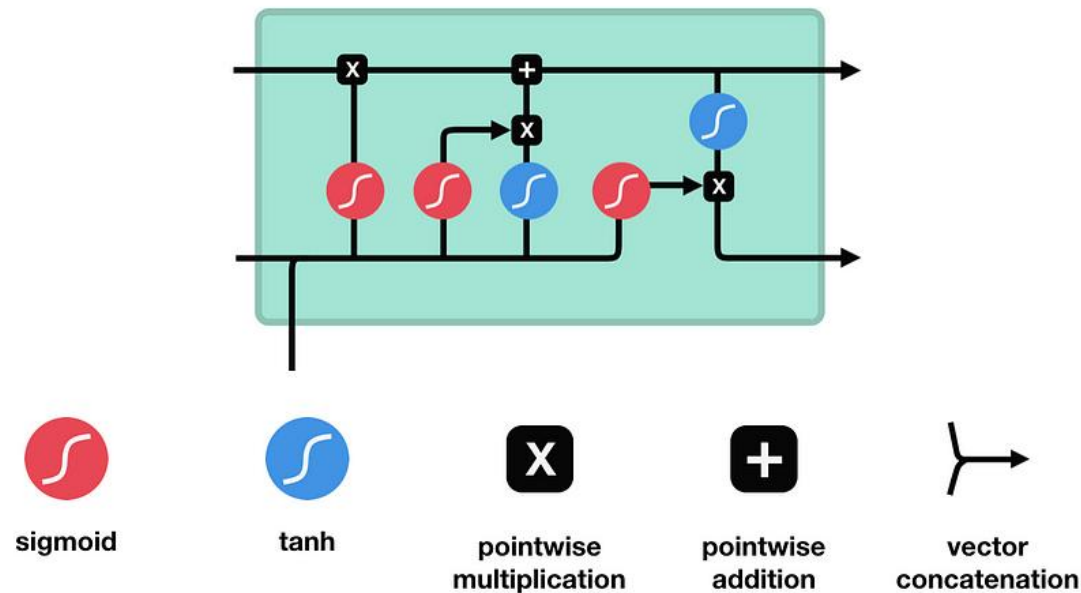 X
+
X
X
X
+
sigmoid
tanh
pointwise
multiplication
pointwise
addition
vector
concatenation